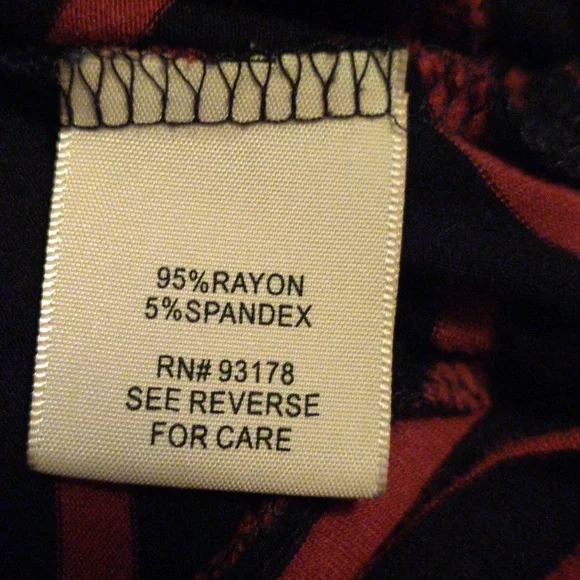 95%RAYON
5%SPANDEX
RN# 93178
SEE REVERSE
FOR CARE